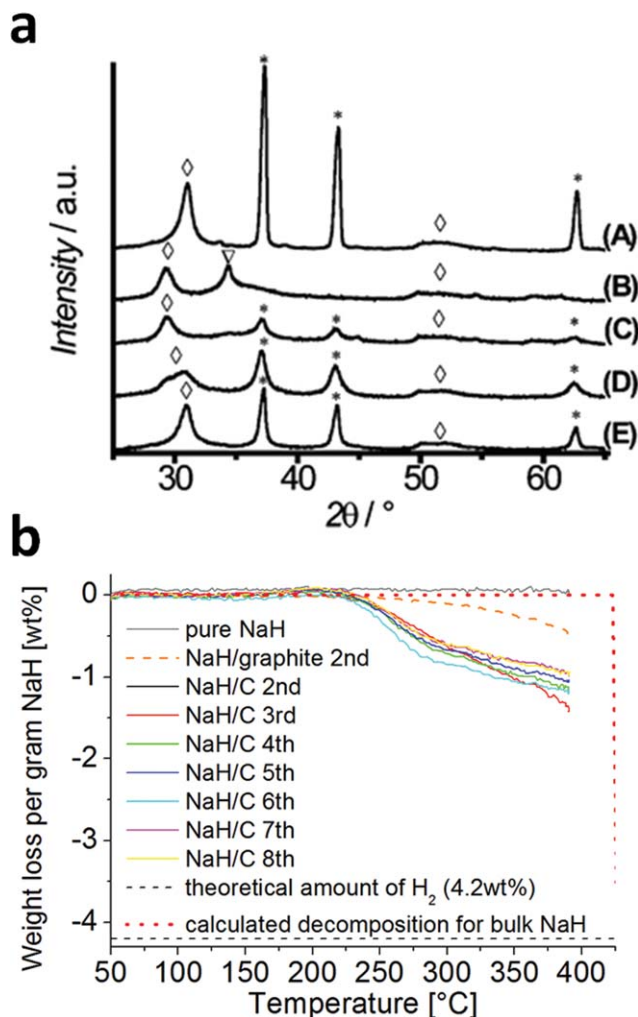 a
Intensity / a.u.
(A)
(B)
(C)
(D)
(E)
30 40 50 60
2θ / °
b
Weight loss per gram NaH [wt%]
0
-1
-2
-3
-4
pure NaH
NaH/graphite 2nd
NaH/C 2nd
NaH/C 3rd
NaH/C 4th
NaH/C 5th
NaH/C 6th
NaH/C 7th
NaH/C 8th
theoretical amount of H₂ (4.2wt%)
calculated decomposition for bulk NaH
50 100 150 200 250 300 350 400
Temperature [°C]